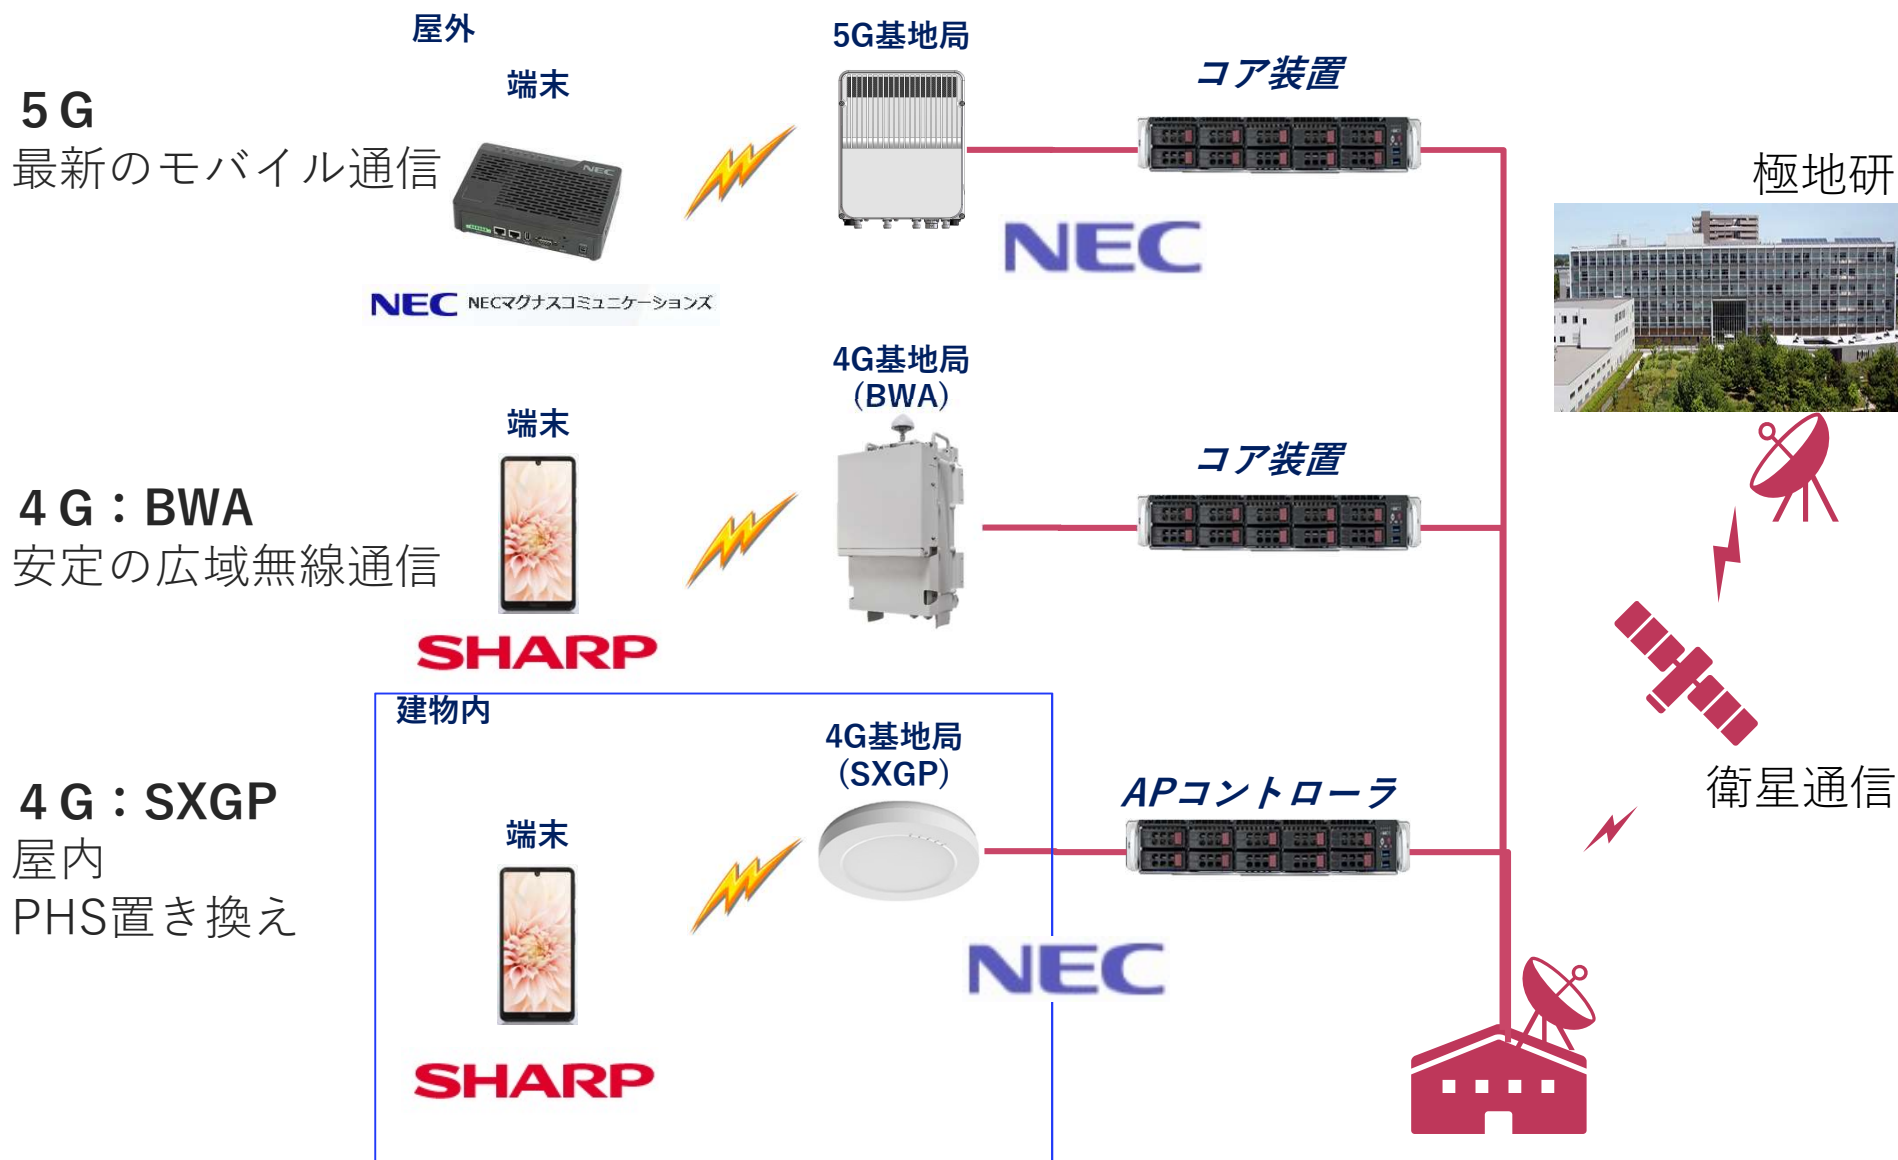 屋外
5G
最新のモバイル通信
端末
NEC
NEC NECマグナスコミュニケーションズ
5G基地局
コア装置
NEC
極地研
4G：BWA
安定の広域無線通信
端末
SHARP
4G基地局
(BWA)
コア装置
衛星通信
建物内
4G：SXGP
屋内
PHS置き換え
端末
SHARP
4G基地局
(SXGP)
APコントローラ
NEC